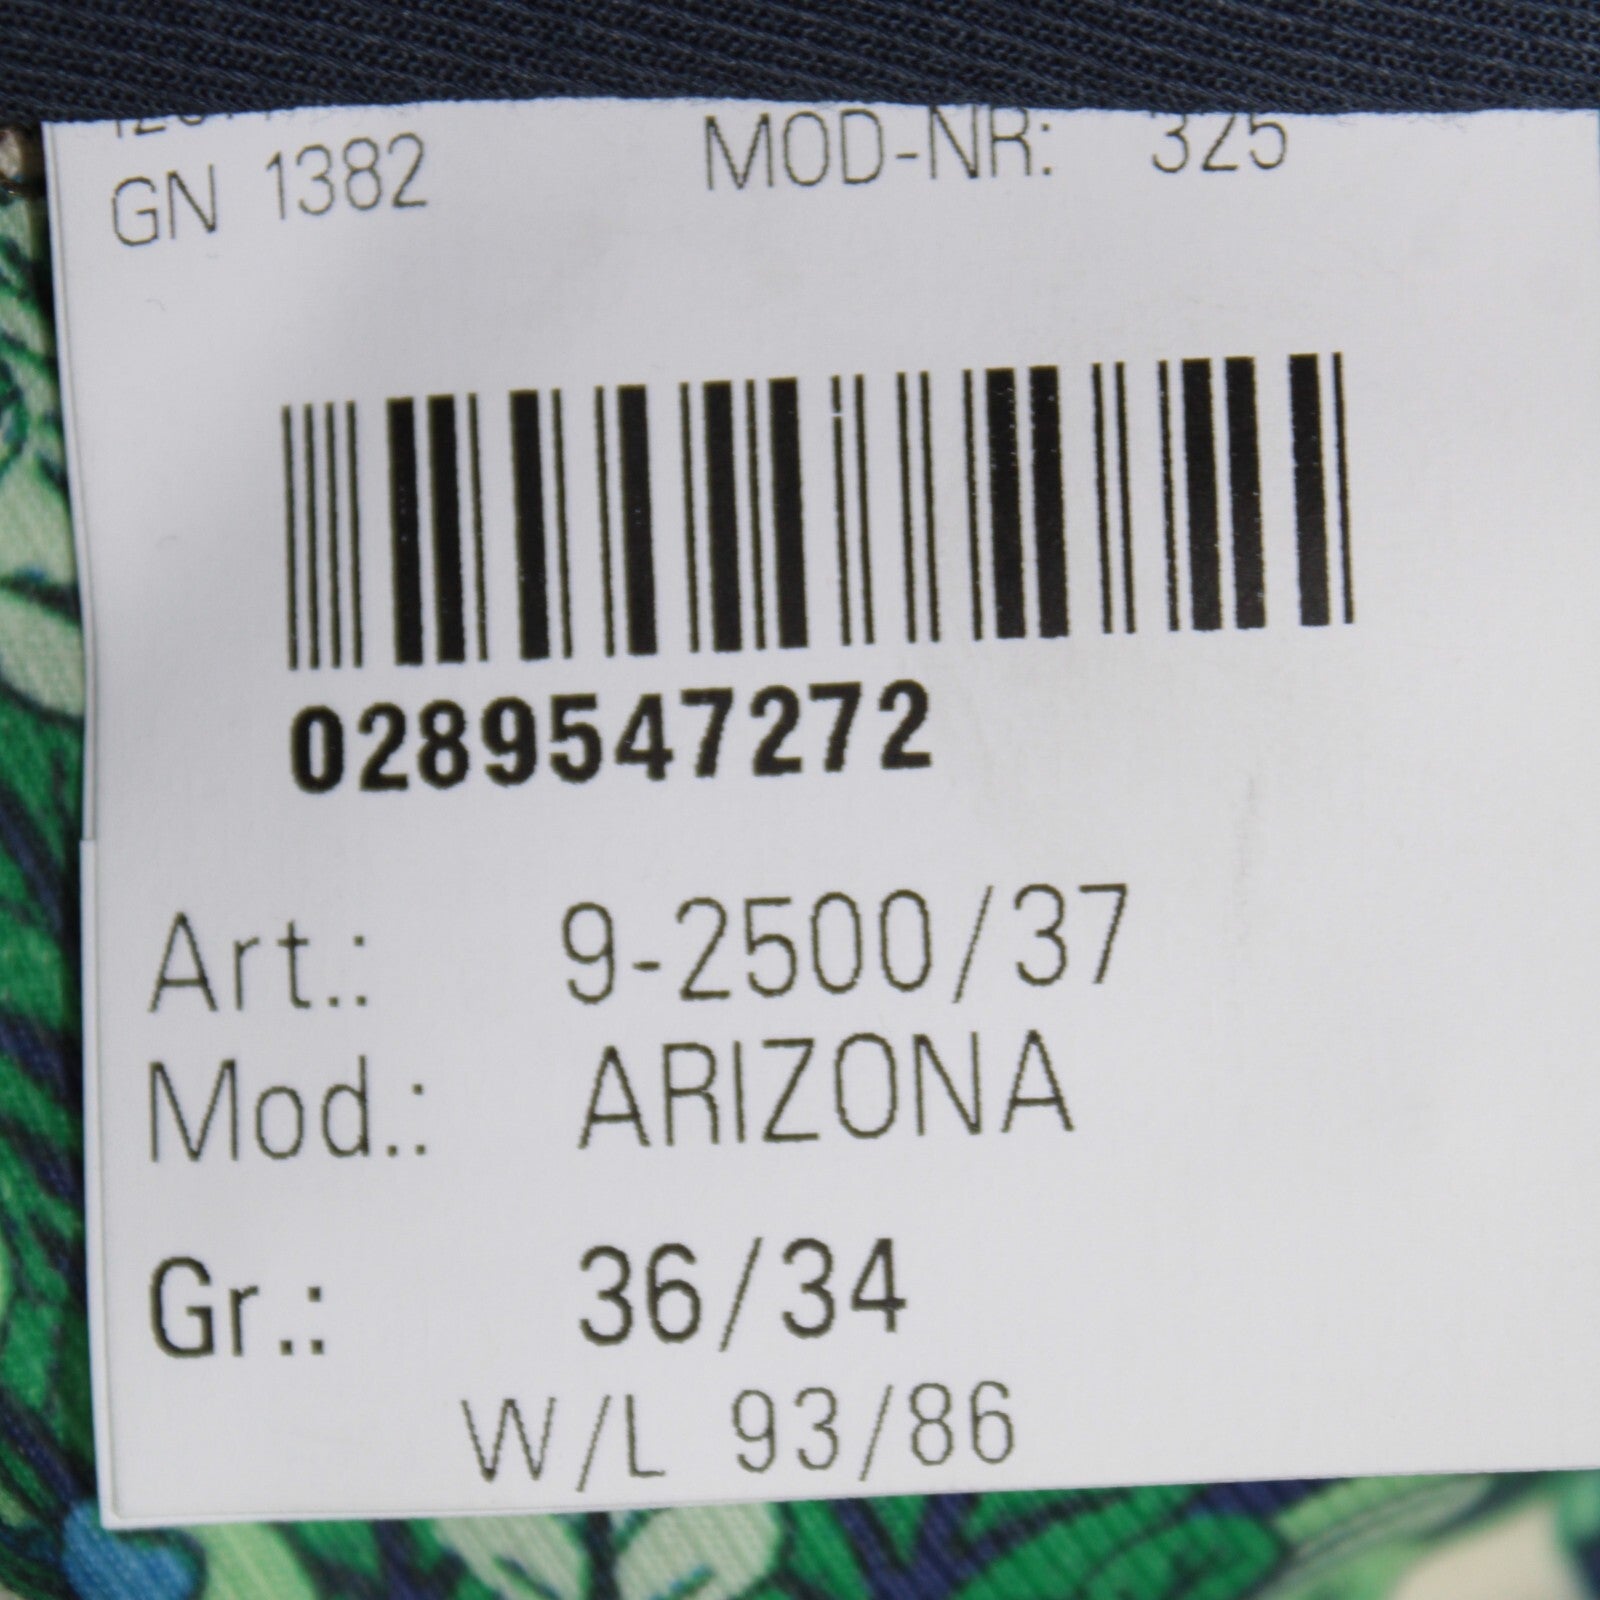 GN 1382 MOD-NR: 325
0289547272
Art.: 9-2500/37
Mod.: ARIZONA
Gr.: 36/34
W/L 93/86